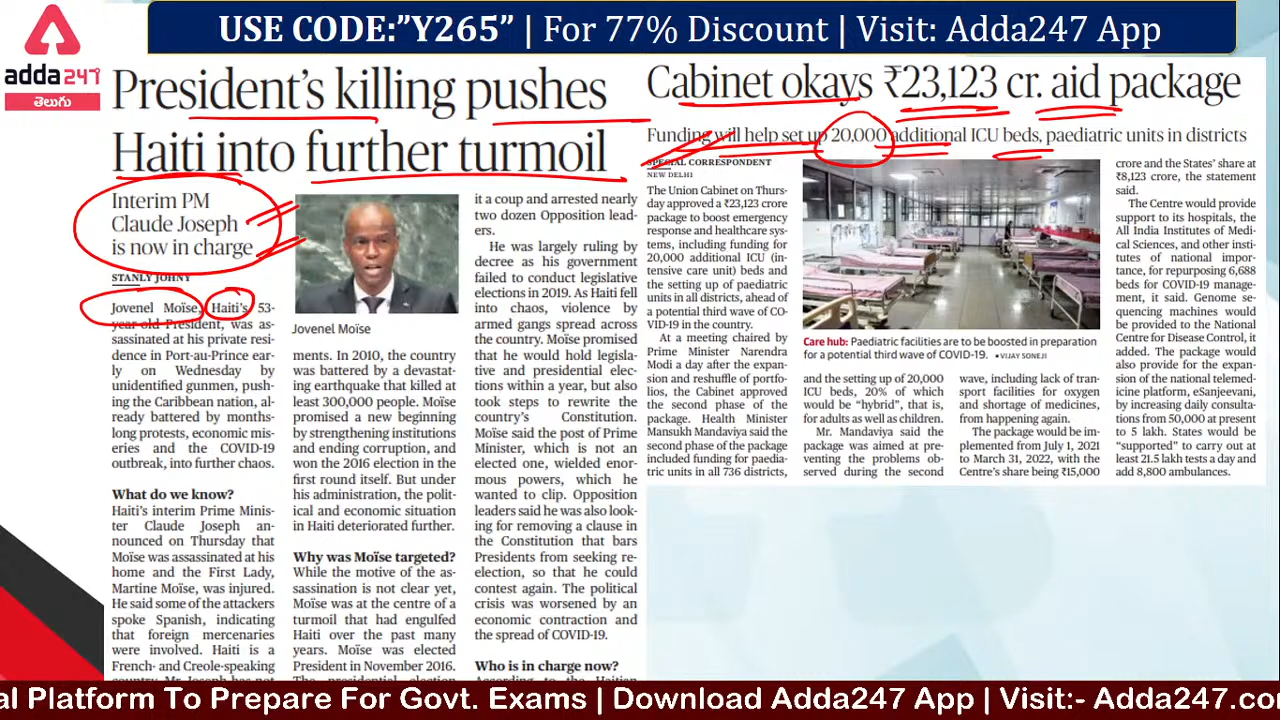 USE CODE:”Y265” | For 77% Discount | Visit: Adda247 App
adda247
తెలుగు
President’s killing pushes
Haiti into further turmoil
Interim PM
Claude Joseph
is now in charge
STANLY JOHNY
Jovenel Moïse, Haiti’s 53-
year-old President, was as-
sassinated at his private resi-
dence in Port-au-Prince ear-
ly on Wednesday by
unidentified gunmen, push-
ing the Caribbean nation, al-
ready battered by months-
long protests, economic mis-
eries and the COVID-19
outbreak, into further chaos.
What do we know?
Haiti’s interim Prime Minis-
ter Claude Joseph an-
nounced on Thursday that
Moïse was assassinated at his
home and the First Lady,
Martine Moïse, was injured.
He said some of the attackers
spoke Spanish, indicating
that foreign mercenaries
were involved. Haiti is a
French- and Creole-speaking
country. Mr. Joseph has not
Jovenel Moïse
ments. In 2010, the country
was battered by a devastat-
ing earthquake that killed at
least 300,000 people. Moïse
promised a new beginning
by strengthening institutions
and ending corruption, and
won the 2016 election in the
first round itself. But under
his administration, the polit-
ical and economic situation
in Haiti deteriorated further.
Why was Moïse targeted?
While the motive of the as-
sassination is not clear yet,
Moïse was at the centre of a
turmoil that had engulfed
Haiti over the past many
years. Moïse was elected
President in November 2016.
The presidential election
it a coup and arrested nearly
two dozen Opposition lead-
ers.
He was largely ruling by
decree as his government
failed to conduct legislative
elections in 2019. As Haiti fell
into chaos, violence by
armed gangs spread across
the country. Moïse promised
that he would hold legisla-
tive and presidential elec-
tions within a year, but also
took steps to rewrite the
country’s Constitution.
Moïse said the post of Prime
Minister, which is not an
elected one, wielded enor-
mous powers, which he
wanted to clip. Opposition
leaders said he was also look-
ing for removing a clause in
the Constitution that bars
Presidents from seeking re-
election, so that he could
contest again. The political
crisis was worsened by an
economic contraction and
the spread of COVID-19.
Who is in charge now?
According to the Haitian
Cabinet okays ₹23,123 cr. aid package
Funding will help set up 20,000 additional ICU beds, paediatric units in districts
SPECIAL CORRESPONDENT
NEW DELHI
The Union Cabinet on Thurs-
day approved a ₹23,123 crore
package to boost emergency
response and healthcare sys-
tems, including funding for
20,000 additional ICU (in-
tensive care unit) beds and
the setting up of paediatric
units in all districts, ahead of
a potential third wave of CO-
VID-19 in the country.
At a meeting chaired by
Prime Minister Narendra
Modi a day after the expan-
sion and reshuffle of portfo-
lios, the Cabinet approved
the second phase of the
package. Health Minister
Mansukh Mandaviya said the
second phase of the package
included funding for paedia-
tric units in all 736 districts,
Care hub: Paediatric facilities are to be boosted in preparation
for a potential third wave of COVID-19. • VIJAY SONEJI
and the setting up of 20,000
ICU beds, 20% of which
would be “hybrid”, that is,
for adults as well as children.
Mr. Mandaviya said the
package was aimed at pre-
venting the problems ob-
served during the second
wave, including lack of tran-
sport facilities for oxygen
and shortage of medicines,
from happening again.
The package would be im-
plemented from July 1, 2021
to March 31, 2022, with the
Centre’s share being ₹15,000
crore and the States’ share at
₹8,123 crore, the statement
said.
The Centre would provide
support to its hospitals, the
All India Institutes of Medi-
cal Sciences, and other insti-
tutes of national impor-
tance, for repurposing 6,688
beds for COVID-19 manage-
ment, it said. Genome se-
quencing machines would
be provided to the National
Centre for Disease Control, it
added. The package would
also provide for the expan-
sion of the national telemed-
icine platform, eSanjeevani,
by increasing daily consulta-
tions from 50,000 at present
to 5 lakh. States would be
“supported” to carry out at
least 21.5 lakh tests a day and
add 8,800 ambulances.
al Platform To Prepare For Govt. Exams | Download Adda247 App | Visit:- Adda247.co